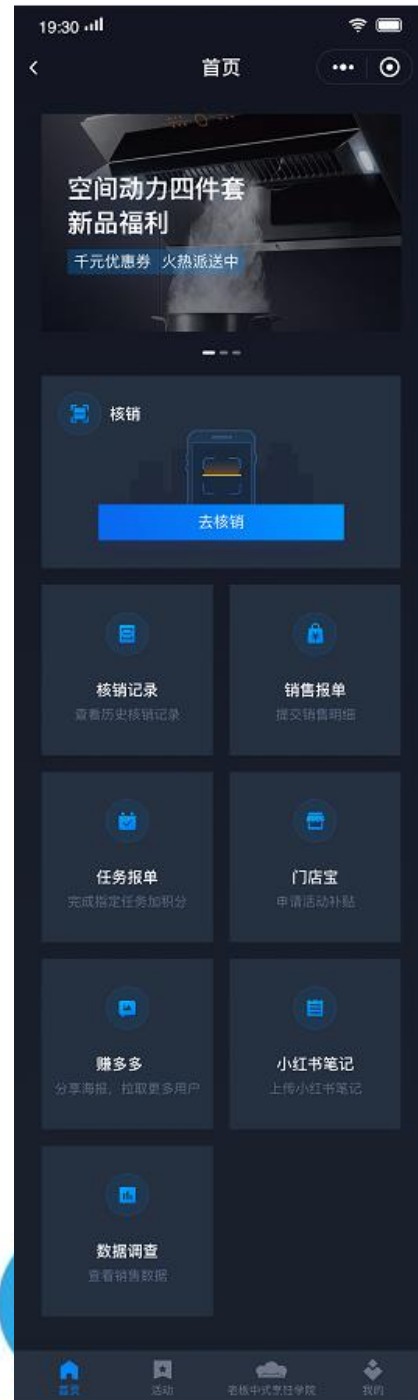 19:30
首页
空间动力四件套
新品福利
千元优惠券 火热派送中
核销
去核销
核销记录
查看历史核销记录
销售报单
提交销售明细
任务报单
完成指定任务加积分
门店宝
申请活动补贴
赚多多
分享海报，拉取更多用户
小红书笔记
上传小红书笔记
数据调查
查看销售数据
首页
活动
老板中式烹饪学院
我的